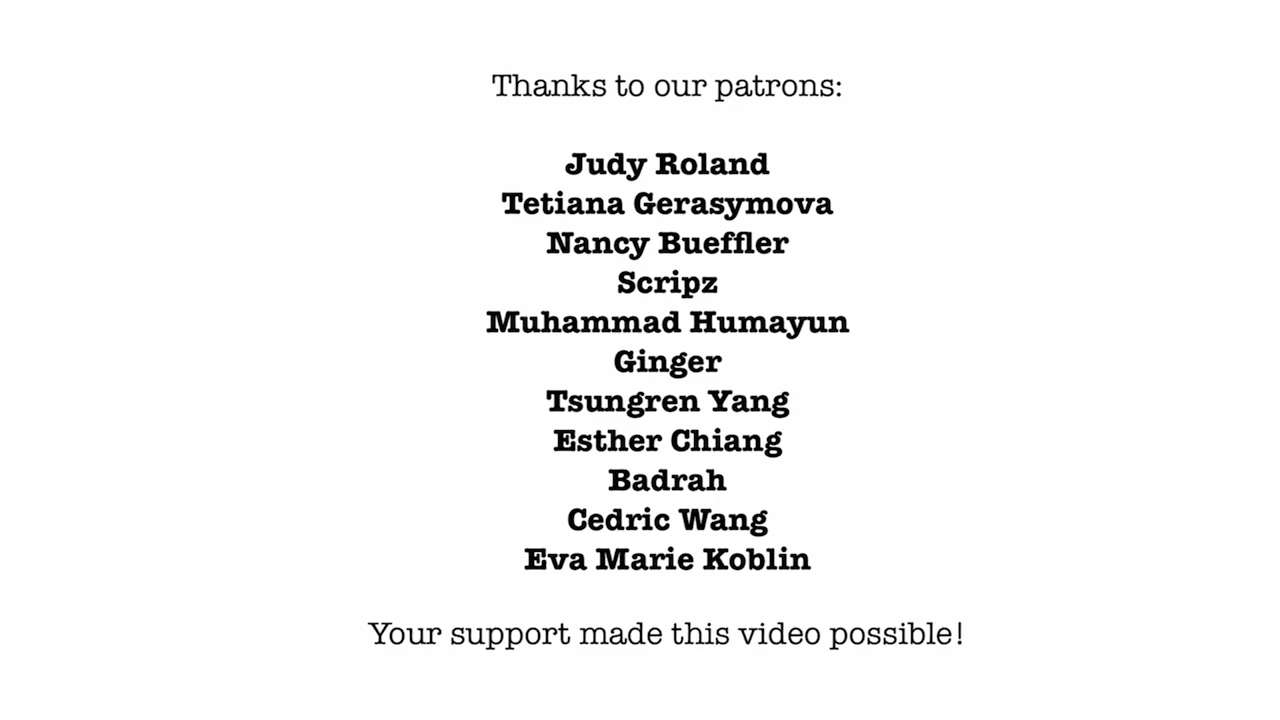 Thanks to our patrons:
Judy Roland
Tetiana Gerasymova
Nancy Bueffler
Scripz
Muhammad Humayun
Ginger
Tsungren Yang
Esther Chiang
Badrah
Cedric Wang
Eva Marie Koblin
Your support made this video possible!